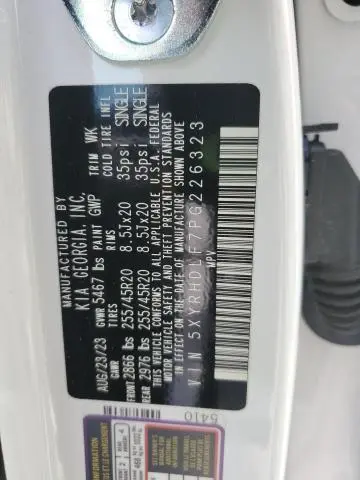 MANUFACTURED BY
KIA GEORGIA, INC.
AUG/23/23 GVWR 5467 lbs PAINT GWP TRIM WK
GAWR TIRES RIMS COLD TIRE INFL
FRONT 2866 lbs 255/45R20 8.5Jx20 35psi SINGLE
REAR 2976 lbs 255/45R20 8.5Jx20 35psi SINGLE
THIS VEHICLE CONFORMS TO ALL APPLICABLE U.S.A. FEDERAL
MOTOR VEHICLE SAFETY AND THEFT PREVENTION STANDARDS
IN EFFECT ON THE DATE OF MANUFACTURE SHOWN ABOVE
VIN 5XYRHDLF7PG226323
MPV
5410